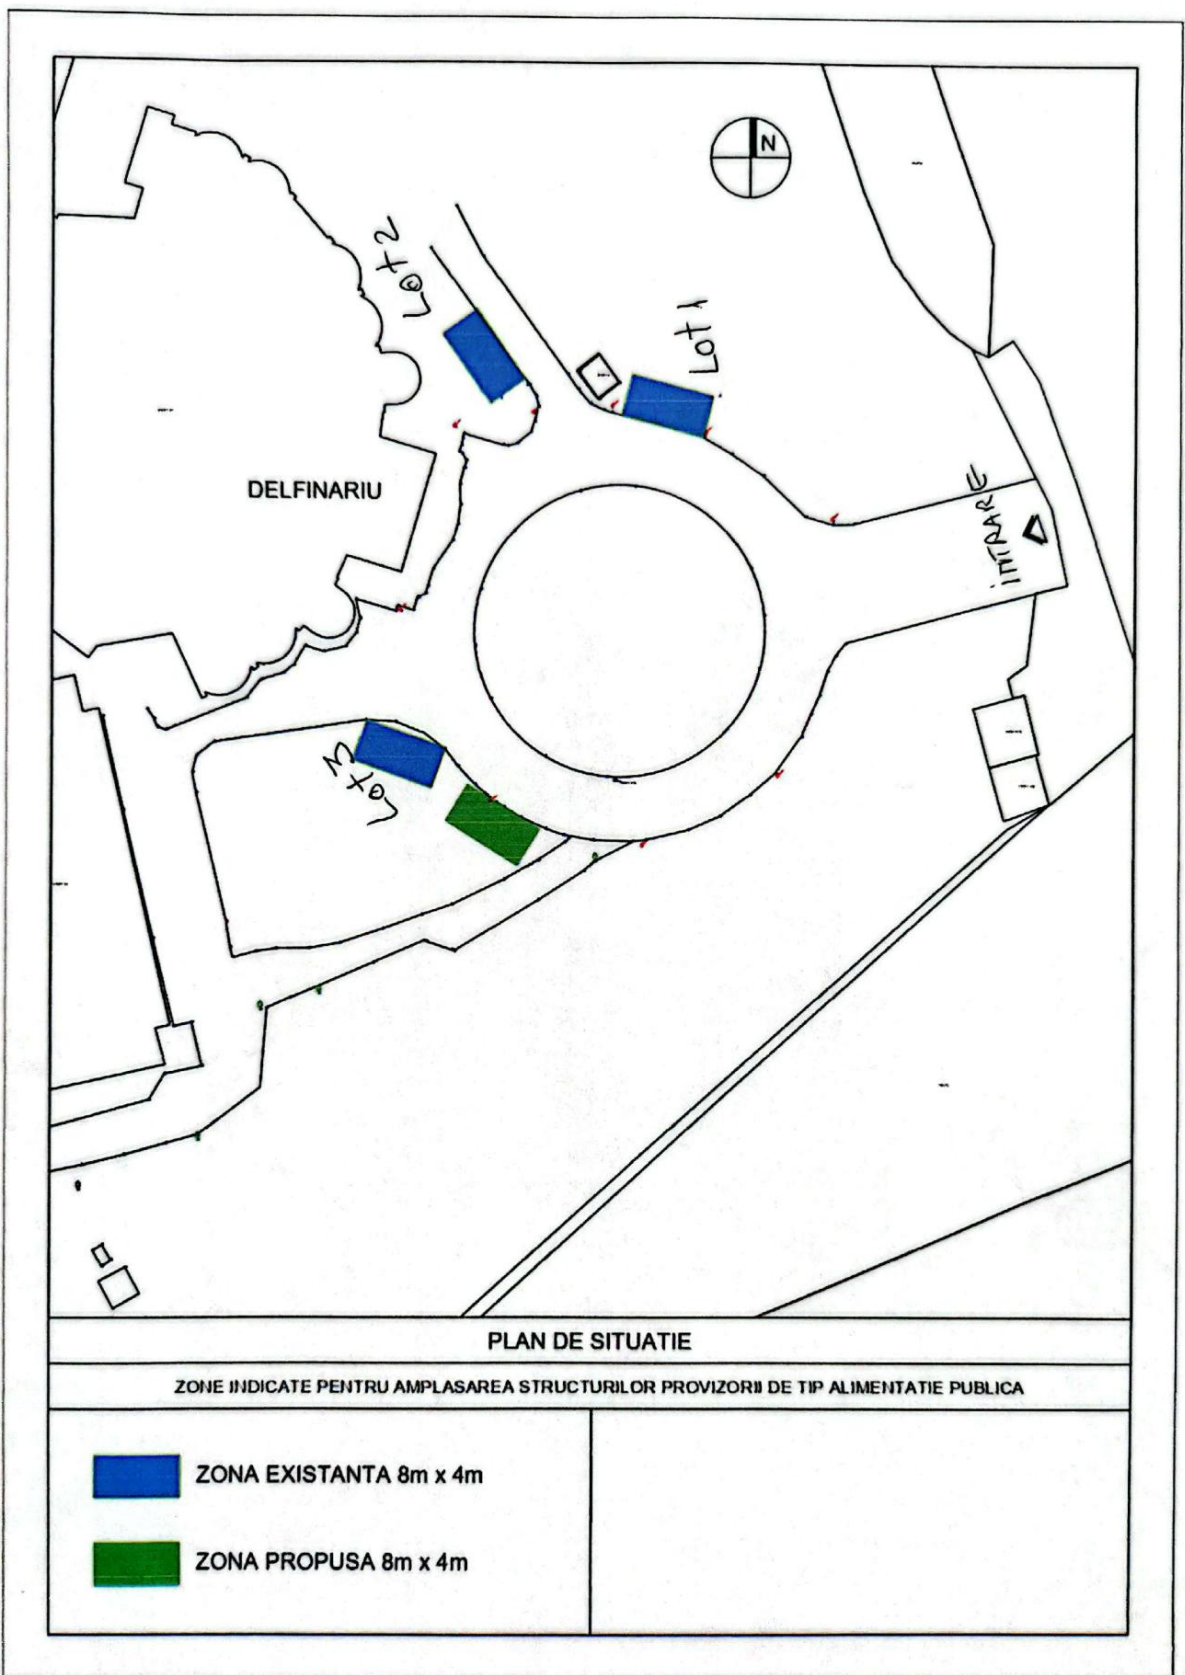 N
Lot 2
Lot 1
DELFINARIU
INTRARE
Lot 3
PLAN DE SITUATIE
ZONE INDICATE PENTRU AMPLASAREA STRUCTURILOR PROVIZORII DE TIP ALIMENTATIE PUBLICA
ZONA EXISTANTA 8m x 4m
ZONA PROPUSA 8m x 4m